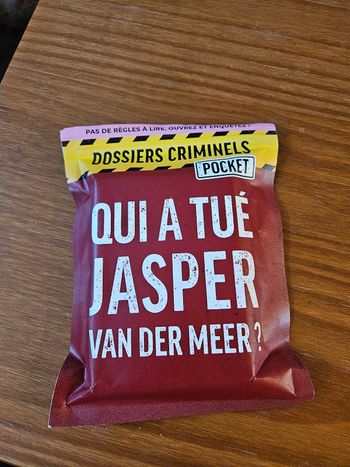 PAS DE RÈGLES À LIRE. OUVREZ ET ENQUÊTEZ !
DOSSIERS CRIMINELS
POCKET
QUI A TUÉ
JASPER
VAN DER MEER ?